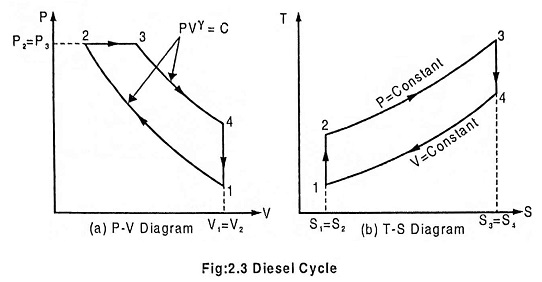 P
P₂=P₃
2
3
PVᵞ = C
4
1
V₁=V₂
V
(a) P-V Diagram
T
3
P=Constant
4
2
V=Constant
1
S₁=S₂
S₃=S₄
S
(b) T-S Diagram
Fig:2.3 Diesel Cycle